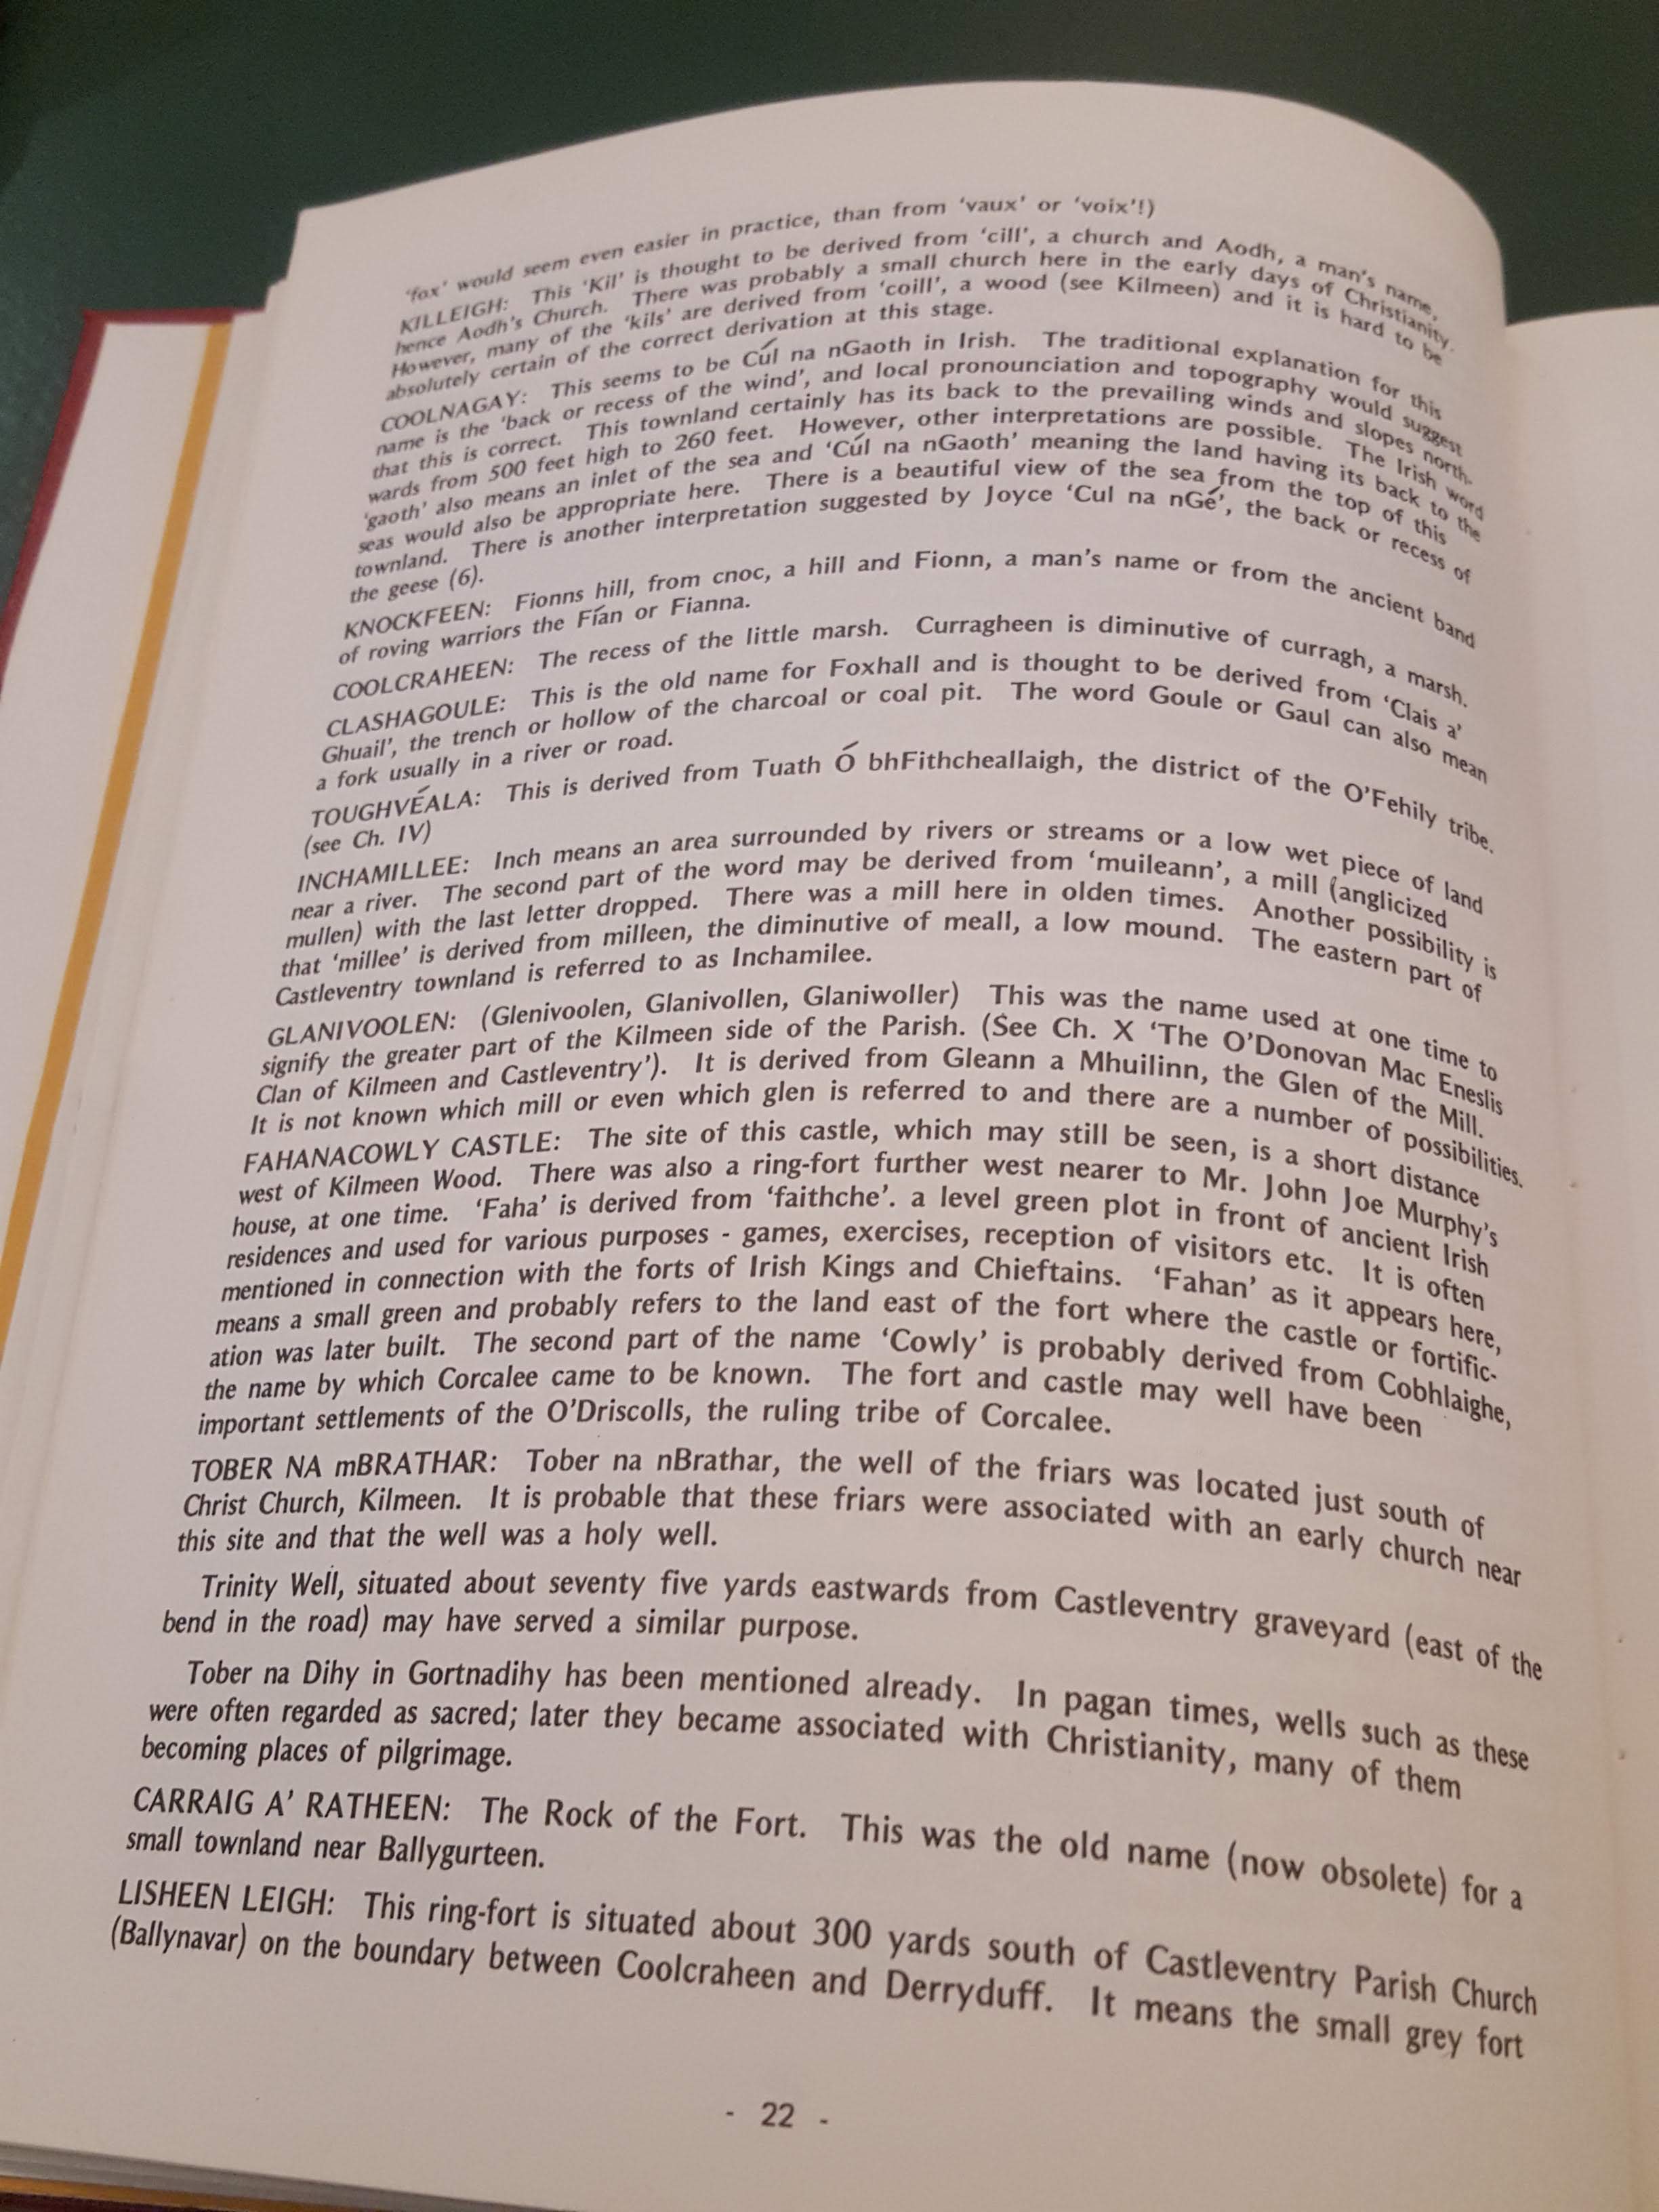 'fox' would seem even easier in practice, than from 'vaux' or 'voix'!)
KILLEIGH: This 'Kil' is thought to be derived from 'cill', a church and Aodh, a man's name,
hence Aodh's Church. There was probably a small church here in the early days of Christianity.
However, many of the 'kils' are derived from 'coill', a wood (see Kilmeen) and it is hard to be
absolutely certain of the correct derivation at this stage.
COOLNAGAY: This seems to be Cúl na nGaoth in Irish. The traditional explanation for this
name is the 'back or recess of the wind', and local pronounciation and topography would suggest
that this is correct. This townland certainly has its back to the prevailing winds and slopes north-
wards from 500 feet high to 260 feet. However, other interpretations are possible. The Irish word
'gaoth' also means an inlet of the sea and 'Cúl na nGaoth' meaning the land having its back to the
seas would also be appropriate here. There is a beautiful view of the sea from the top of this
townland. There is another interpretation suggested by Joyce 'Cul na nGé', the back or recess of
the geese (6).
KNOCKFEEN: Fionns hill, from cnoc, a hill and Fionn, a man's name or from the ancient band
of roving warriors the Fían or Fianna.
COOLCRAHEEN: The recess of the little marsh. Curragheen is diminutive of curragh, a marsh.
CLASHAGOULE: This is the old name for Foxhall and is thought to be derived from 'Clais a'
Ghuail', the trench or hollow of the charcoal or coal pit. The word Goule or Gaul can also mean
a fork usually in a river or road.
TOUGHVÉALA: This is derived from Tuath Ó bhFithcheallaigh, the district of the O'Fehily tribe.
(see Ch. IV)
INCHAMILLEE: Inch means an area surrounded by rivers or streams or a low wet piece of land
near a river. The second part of the word may be derived from 'muileann', a mill (anglicized
mullen) with the last letter dropped. There was a mill here in olden times. Another possibility is
that 'millee' is derived from milleen, the diminutive of meall, a low mound. The eastern part of
Castleventry townland is referred to as Inchamilee.
GLANIVOOLEN: (Glenivoolen, Glanivollen, Glaniwoller) This was the name used at one time to
signify the greater part of the Kilmeen side of the Parish. (See Ch. X 'The O'Donovan Mac Eneslis
Clan of Kilmeen and Castleventry'). It is derived from Gleann a Mhuilinn, the Glen of the Mill.
It is not known which mill or even which glen is referred to and there are a number of possibilities.
FAHANACOWLY CASTLE: The site of this castle, which may still be seen, is a short distance
west of Kilmeen Wood. There was also a ring-fort further west nearer to Mr. John Joe Murphy's
house, at one time. 'Faha' is derived from 'faithche'. a level green plot in front of ancient Irish
residences and used for various purposes - games, exercises, reception of visitors etc. It is often
mentioned in connection with the forts of Irish Kings and Chieftains. 'Fahan' as it appears here,
means a small green and probably refers to the land east of the fort where the castle or fortific-
ation was later built. The second part of the name 'Cowly' is probably derived from Cobhlaighe,
the name by which Corcalee came to be known. The fort and castle may well have been
important settlements of the O'Driscolls, the ruling tribe of Corcalee.
TOBER NA mBRATHAR: Tober na nBrathar, the well of the friars was located just south of
Christ Church, Kilmeen. It is probable that these friars were associated with an early church near
this site and that the well was a holy well.
Trinity Well, situated about seventy five yards eastwards from Castleventry graveyard (east of the
bend in the road) may have served a similar purpose.
Tober na Dihy in Gortnadihy has been mentioned already. In pagan times, wells such as these
were often regarded as sacred; later they became associated with Christianity, many of them
becoming places of pilgrimage.
CARRAIG A' RATHEEN: The Rock of the Fort. This was the old name (now obsolete) for a
small townland near Ballygurteen.
LISHEEN LEIGH: This ring-fort is situated about 300 yards south of Castleventry Parish Church
(Ballynavar) on the boundary between Coolcraheen and Derryduff. It means the small grey fort
- 22 -